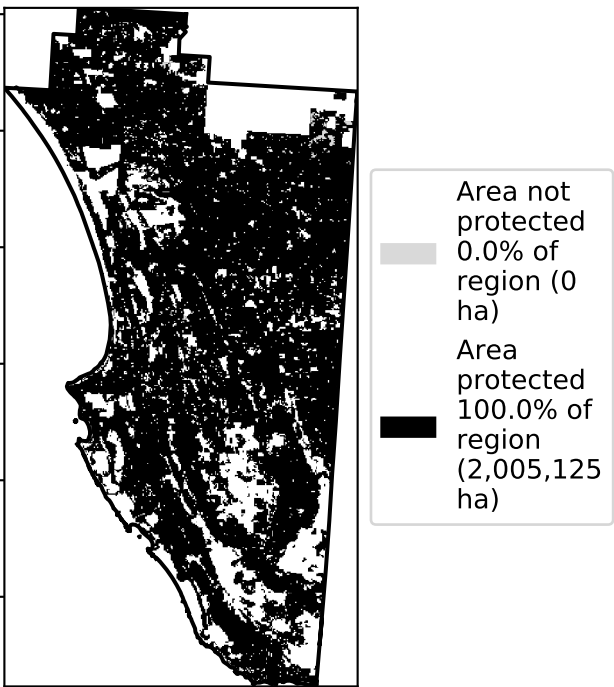 Area not
protected
0.0% of
region (0
ha)
Area
protected
100.0% of
region
(2,005,125
ha)